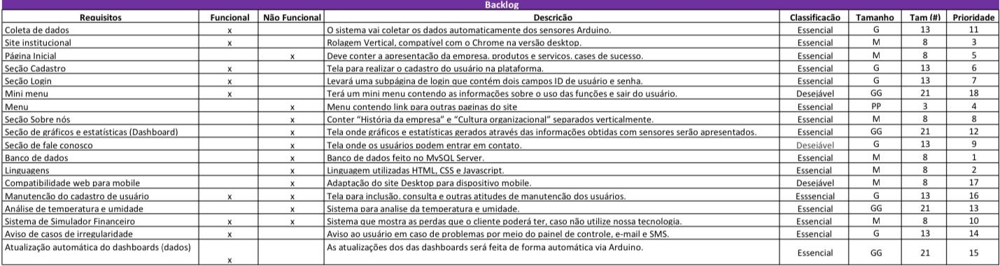 Backlog
Requisitos Funcional Não Funcional Descrição Classificação Tamanho Tam (#) Prioridade
Coleta de dados x O sistema vai coletar os dados automaticamente dos sensores Arduino. Essencial G 13 11
Site institucional x Rolagem Vertical, compatível com o Chrome na versão desktop. Essencial M 8 3
Página Inicial x Deve conter a apresentação da empresa, produtos e serviços, cases de sucesso. Essencial M 8 5
Seção Cadastro x Tela para realizar o cadastro do usuário na plataforma. Essencial G 13 6
Seção Login x Levará uma subpágina de login que contém dois campos ID de usuário e senha. Essencial G 13 7
Mini menu x Terá um mini menu contendo as informações sobre o uso das funções e sair do usuário. Desejável GG 21 18
Menu x Menu contendo link para outras paginas do site Essencial PP 3 4
Seção Sobre nós x Conter “História da empresa” e “Cultura organizacional” separados verticalmente. Essencial M 8 8
Seção de gráficos e estatísticas (Dashboard) x Tela onde gráficos e estatísticas gerados através das informações obtidas com sensores serão apresentados. Essencial GG 21 12
Seção de fale conosco x Tela onde os usuários podem entrar em contato. Desejável G 13 9
Banco de dados x Banco de dados feito no MySQL Server. Essencial M 8 1
Linguagens x Linguagem utilizadas HTML, CSS e Javascript. Essencial M 8 2
Compatibilidade web para mobile x Adaptação do site Desktop para dispositivo mobile. Desejável M 8 17
Manutenção do cadastro de usuário x x Tela para inclusão, consulta e outras atitudes de manutenção dos usuários. Esssencial G 13 16
Análise de temperatura e umidade x Sistema para analise da temperatura e umidade. Essencial GG 21 13
Sistema de Simulador Financeiro x x Sistema que mostra as perdas que o cliente poderá ter, caso não utilize nossa tecnologia. Essencial M 8 10
Aviso de casos de irregularidade x Aviso ao usuário em caso de problemas por meio do painel de controle, e-mail e SMS. Essencial G 13 14
Atualização automática do dashboards (dados) x As atualizações dos das dashboards será feita de forma automática via Arduino. Essencial GG 21 15